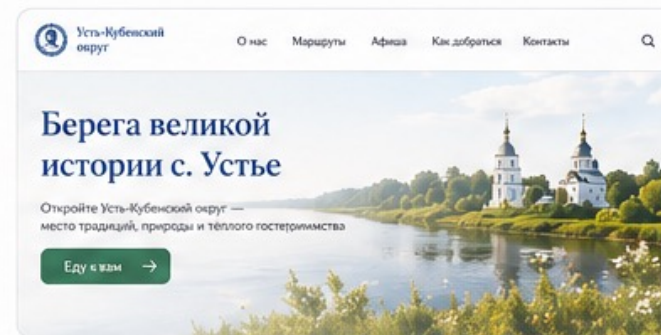 Усть-Кубенский
округ
О нас
Маршруты
Афиша
Как добраться
Контакты
Берега великой
истории с. Устье
Откройте Усть-Кубенский округ —
место традиций, природы и тёплого гостеприимства
Еду к вам